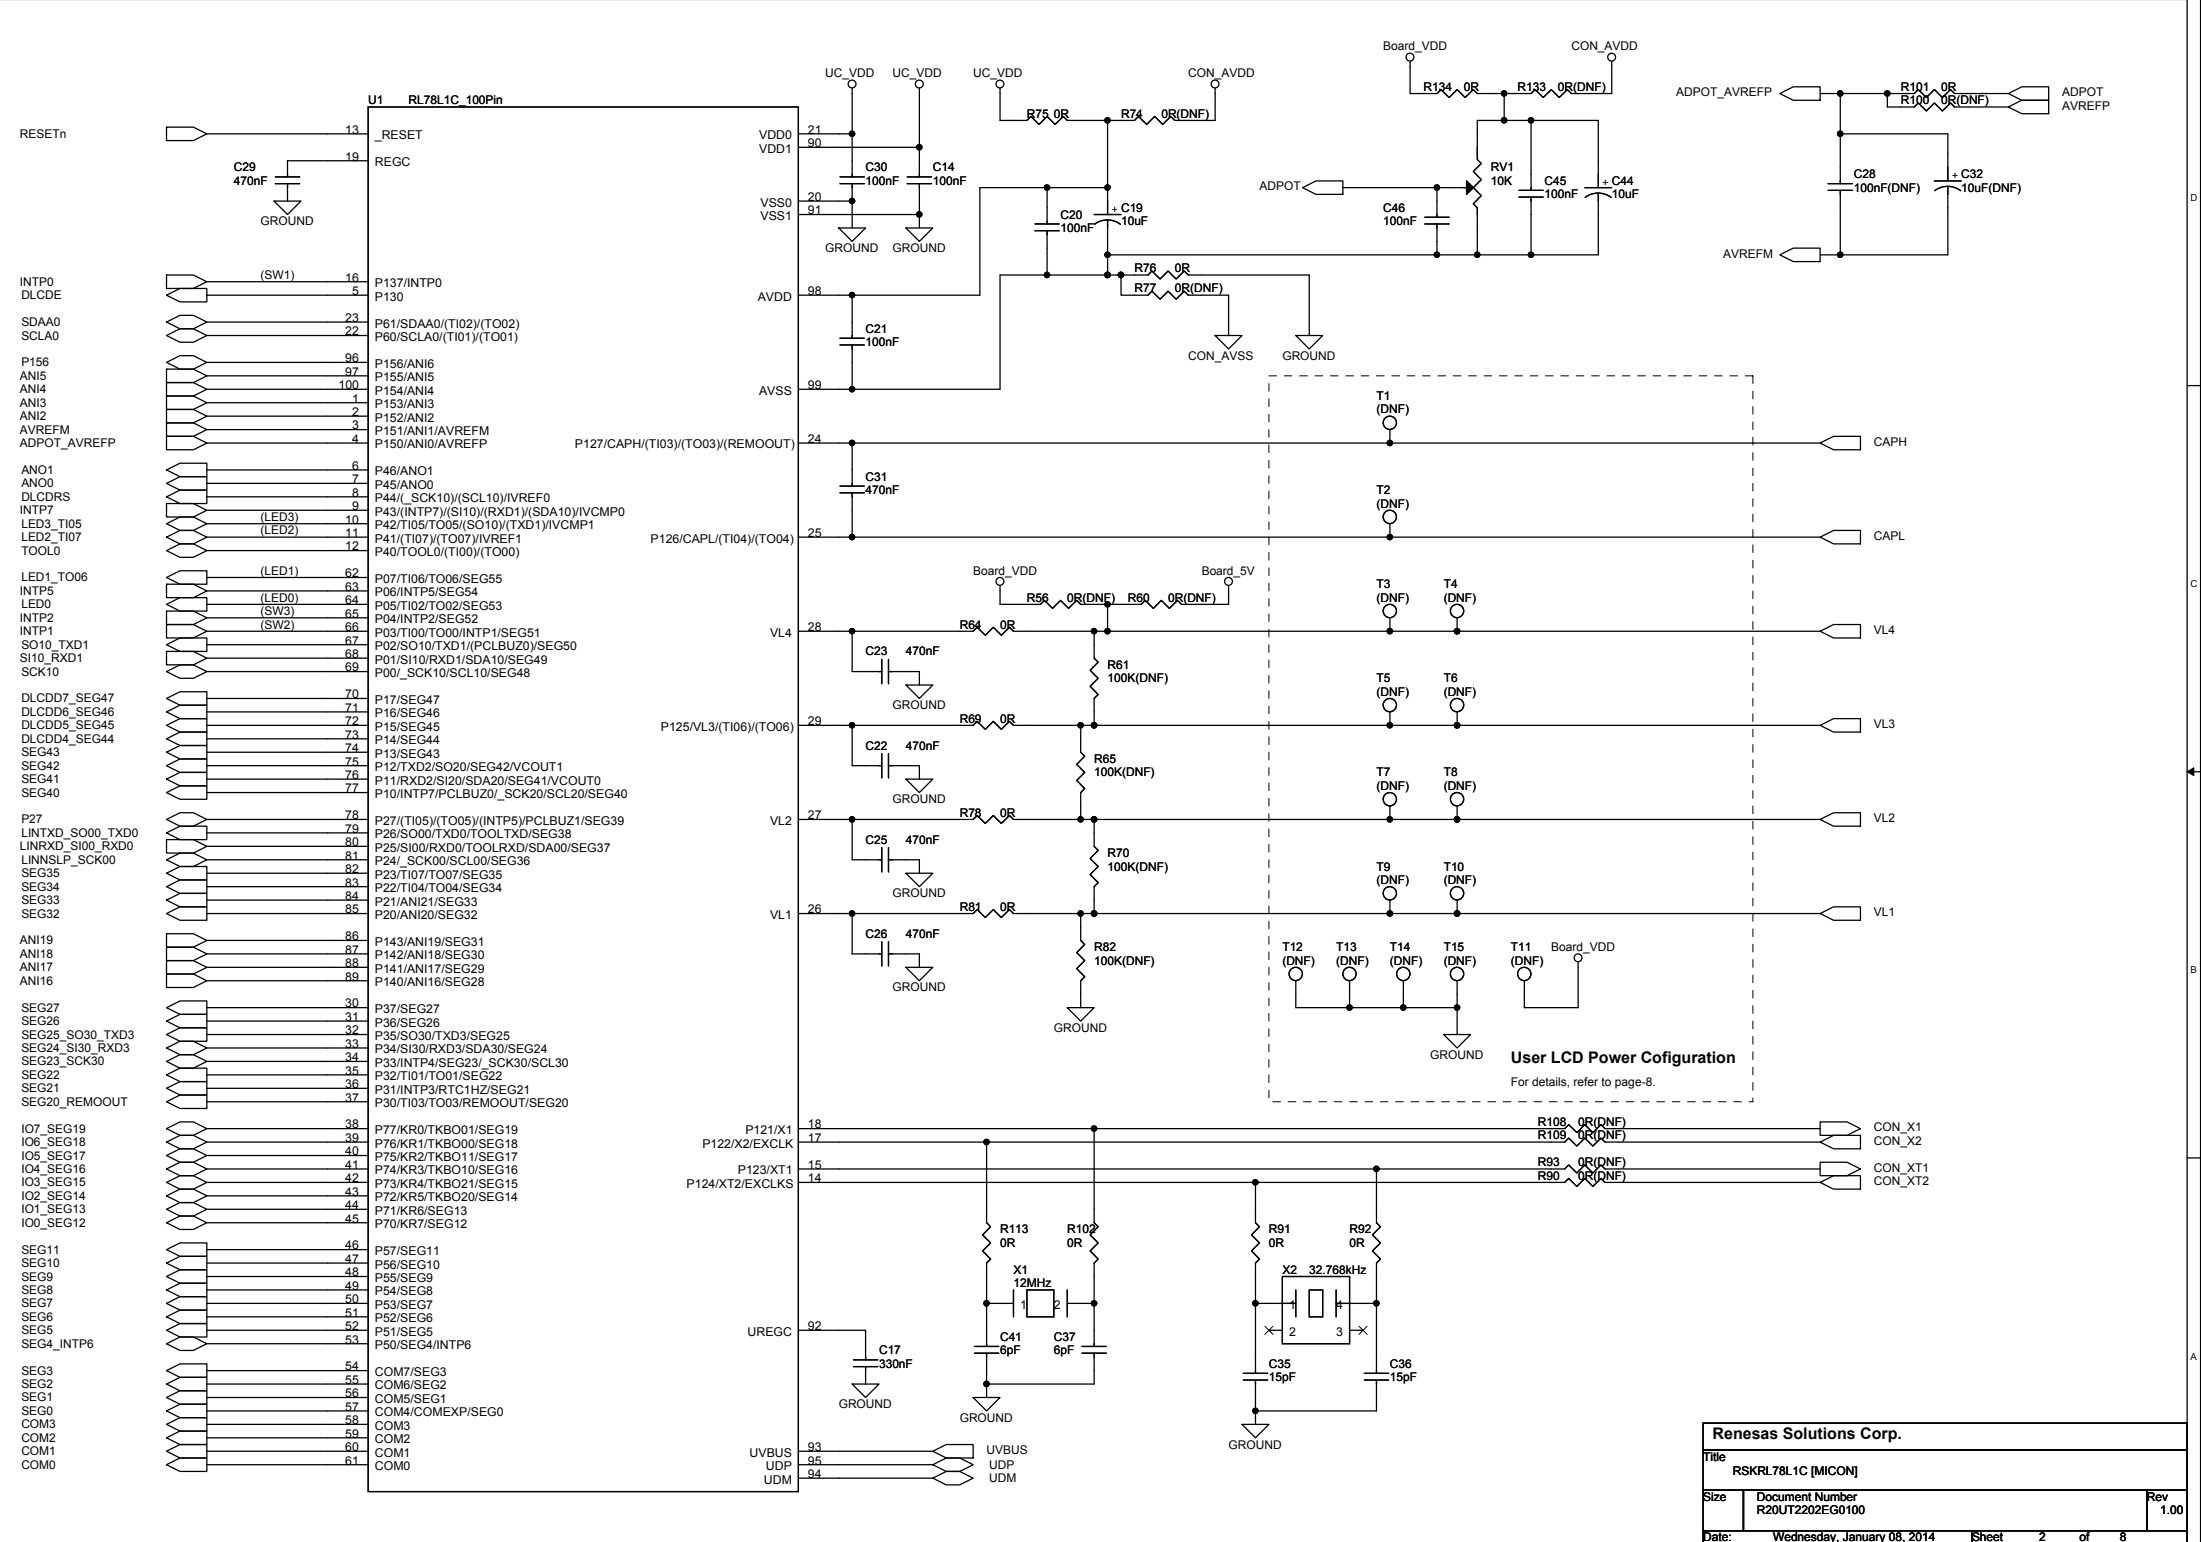 U1 RL78L1C_100Pin
RESETn 13 _RESET
19 REGC
C29
470nF
GROUND
INTP0 (SW1) 16 P137/INTP0
DLCDE 5 P130
SDAA0 23 P61/SDAA0/(TI02)/(TO02)
SCLA0 22 P60/SCLA0/(TI01)/(TO01)
P156 96 P156/ANI6
ANI5 97 P155/ANI5
ANI4 100 P154/ANI4
ANI3 1 P153/ANI3
ANI2 2 P152/ANI2
AVREFM 3 P151/ANI1/AVREFM
ADPOT_AVREFP 4 P150/ANI0/AVREFP
ANO1 6 P46/ANO1
ANO0 7 P45/ANO0
DLCDRS 8 P44/(_SCK10)/(SCL10)/IVREF0
INTP7 9 P43/(INTP7)/(SI10)/(RXD1)/(SDA10)/IVCMP0
LED3_TI05 (LED3) 10 P42/TI05/TO05/(SO10)/(TXD1)/IVCMP1
LED2_TI07 (LED2) 11 P41/(TI07)/(TO07)/IVREF1
TOOL0 12 P40/TOOL0/(TI00)/(TO00)
LED1_TO06 (LED1) 62 P07/TI06/TO06/SEG55
INTP5 63 P06/INTP5/SEG54
LED0 (LED0) 64 P05/TI02/TO02/SEG53
INTP2 (SW3) 65 P04/INTP2/SEG52
INTP1 (SW2) 66 P03/TI00/TO00/INTP1/SEG51
SO10_TXD1 67 P02/SO10/TXD1/(PCLBUZ0)/SEG50
SI10_RXD1 68 P01/SI10/RXD1/SDA10/SEG49
SCK10 69 P00/_SCK10/SCL10/SEG48
DLCDD7_SEG47 70 P17/SEG47
DLCDD6_SEG46 71 P16/SEG46
DLCDD5_SEG45 72 P15/SEG45
DLCDD4_SEG44 73 P14/SEG44
SEG43 74 P13/SEG43
SEG42 75 P12/TXD2/SO20/SEG42/VCOUT1
SEG41 76 P11/RXD2/SI20/SDA20/SEG41/VCOUT0
SEG40 77 P10/INTP7/PCLBUZ0/_SCK20/SCL20/SEG40
P27 78 P27/(TI05)/(TO05)/(INTP5)/PCLBUZ1/SEG39
LINTXD_SO00_TXD0 79 P26/SO00/TXD0/TOOLTXD/SEG38
LINRXD_SI00_RXD0 80 P25/SI00/RXD0/TOOLRXD/SDA00/SEG37
LINNSLP_SCK00 81 P24/_SCK00/SCL00/SEG36
SEG35 82 P23/TI07/TO07/SEG35
SEG34 83 P22/TI04/TO04/SEG34
SEG33 84 P21/ANI21/SEG33
SEG32 85 P20/ANI20/SEG32
ANI19 86 P143/ANI19/SEG31
ANI18 87 P142/ANI18/SEG30
ANI17 88 P141/ANI17/SEG29
ANI16 89 P140/ANI16/SEG28
SEG27 30 P37/SEG27
SEG26 31 P36/SEG26
SEG25_SO30_TXD3 32 P35/SO30/TXD3/SEG25
SEG24_SI30_RXD3 33 P34/SI30/RXD3/SDA30/SEG24
SEG23_SCK30 34 P33/INTP4/SEG23/_SCK30/SCL30
SEG22 35 P32/TI01/TO01/SEG22
SEG21 36 P31/INTP3/RTC1HZ/SEG21
SEG20_REMOOUT 37 P30/TI03/TO03/REMOOUT/SEG20
IO7_SEG19 38 P77/KR0/TKBO01/SEG19
IO6_SEG18 39 P76/KR1/TKBO00/SEG18
IO5_SEG17 40 P75/KR2/TKBO11/SEG17
IO4_SEG16 41 P74/KR3/TKBO10/SEG16
IO3_SEG15 42 P73/KR4/TKBO21/SEG15
IO2_SEG14 43 P72/KR5/TKBO20/SEG14
IO1_SEG13 44 P71/KR6/SEG13
IO0_SEG12 45 P70/KR7/SEG12
SEG11 46 P57/SEG11
SEG10 47 P56/SEG10
SEG9 48 P55/SEG9
SEG8 49 P54/SEG8
SEG7 50 P53/SEG7
SEG6 51 P52/SEG6
SEG5 52 P51/SEG5
SEG4_INTP6 53 P50/SEG4/INTP6
SEG3 54 COM7/SEG3
SEG2 55 COM6/SEG2
SEG1 56 COM5/SEG1
SEG0 57 COM4/COMEXP/SEG0
COM3 58 COM3
COM2 59 COM2
COM1 60 COM1
COM0 61 COM0
UC_VDD UC_VDD
VDD0 21
VDD1 90
C30
100nF
C14
100nF
VSS0 20
VSS1 91
GROUND GROUND
UC_VDD CON_AVDD
R75 0R R74 0R(DNF)
C20
100nF
C19
10uF
+
R76 0R
R77 0R(DNF)
CON_AVSS GROUND
AVDD 98
C21
100nF
AVSS 99
Board_VDD CON_AVDD
R134 0R R133 0R(DNF)
ADPOT
RV1
10K
C46
100nF
C45
100nF
+ C44
10uF
ADPOT_AVREFP R101 0R ADPOT
R100 0R(DNF) AVREFP
C28
100nF(DNF)
+ C32
10uF(DNF)
AVREFM
P127/CAPH/(TI03)/(TO03)/(REMOOUT) 24 CAPH
T1
(DNF)
C31
470nF
T2
(DNF)
P126/CAPL/(TI04)/(TO04) 25 CAPL
Board_VDD Board_5V
R56 0R(DNF) R60 0R(DNF)
T3 T4
(DNF) (DNF)
VL4 28 R64 0R VL4
C23 470nF
GROUND
R61
100K(DNF)
T5 T6
(DNF) (DNF)
P125/VL3/(TI06)/(TO06) 29 R69 0R VL3
C22 470nF
GROUND
R65
100K(DNF)
T7 T8
(DNF) (DNF)
VL2 27 R78 0R VL2
C25 470nF
GROUND
R70
100K(DNF)
T9 T10
(DNF) (DNF)
VL1 26 R81 0R VL1
C26 470nF
GROUND
R82
100K(DNF)
GROUND
T12 T13 T14 T15 T11 Board_VDD
(DNF) (DNF) (DNF) (DNF) (DNF)
GROUND
User LCD Power Cofiguration
For details, refer to page-8.
P121/X1 18 R108 0R(DNF) CON_X1
P122/X2/EXCLK 17 R109 0R(DNF) CON_X2
P123/XT1 15 R93 0R(DNF) CON_XT1
P124/XT2/EXCLKS 14 R90 0R(DNF) CON_XT2
R113
0R
R102
0R
X1
12MHz
1 2
C41
6pF
C37
6pF
GROUND
R91
0R
R92
0R
X2 32.768kHz
1 4
2 3
C35
15pF
C36
15pF
GROUND
UREGC 92
C17
330nF
GROUND
UVBUS 93 UVBUS
UDP 95 UDP
UDM 94 UDM
D
C
B
A
Renesas Solutions Corp.
Title
RSKRL78L1C [MICON]
Size Document Number Rev
R20UT2202EG0100 1.00
Date: Wednesday, January 08, 2014 Sheet 2 of 8